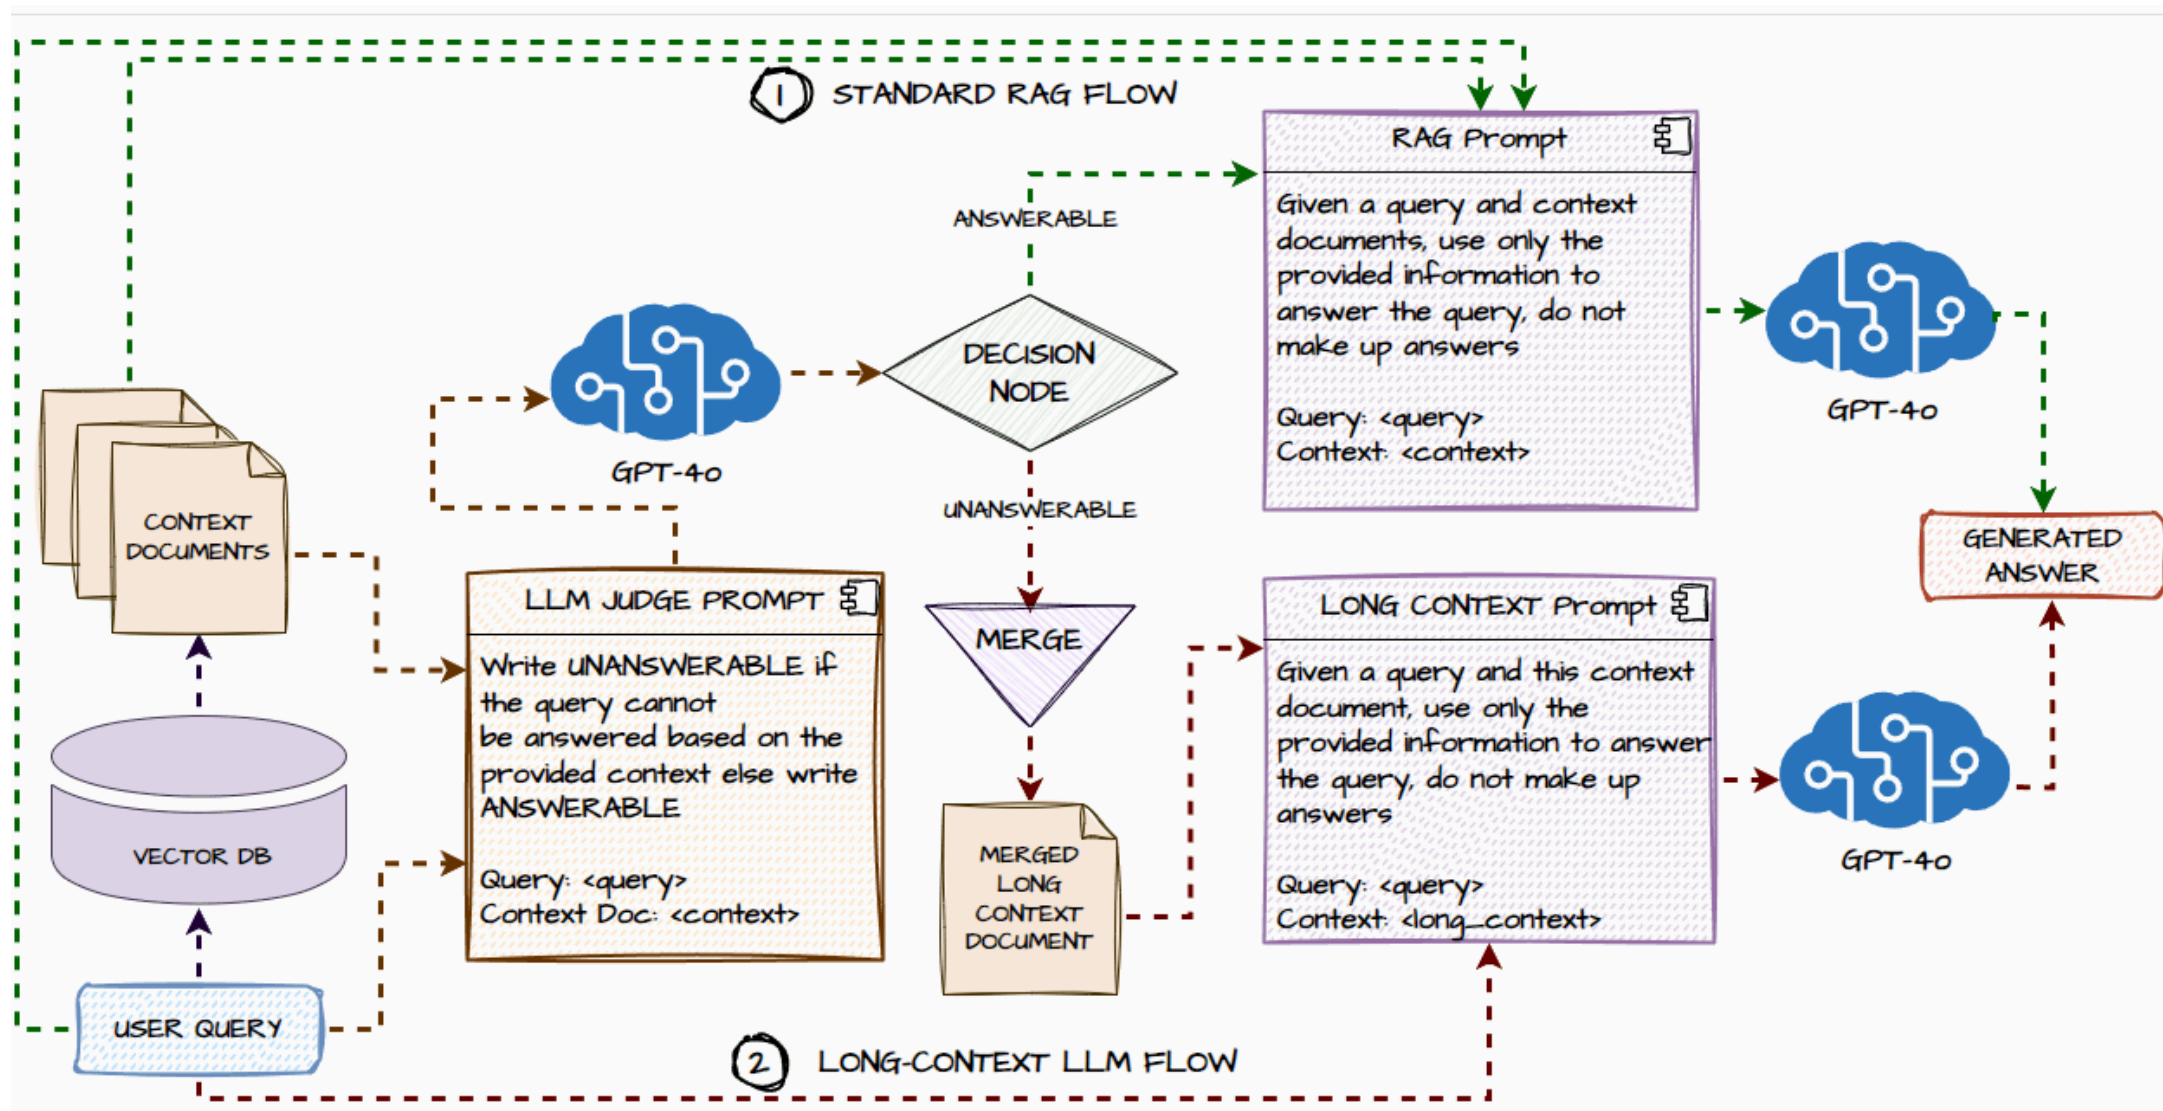 1
STANDARD RAG FLOW
RAG Prompt
Given a query and context
documents, use only the
provided information to
answer the query, do not
make up answers
Query: <query>
Context: <context>
GPT-4o
ANSWERABLE
DECISION
NODE
GPT-4o
UNANSWERABLE
CONTEXT
DOCUMENTS
GENERATED
ANSWER
LLM JUDGE PROMPT
Write UNANSWERABLE if
the query cannot
be answered based on the
provided context else write
ANSWERABLE
Query: <query>
Context Doc: <context>
MERGE
LONG CONTEXT Prompt
Given a query and this context
document, use only the
provided information to answer
the query, do not make up
answers
Query: <query>
Context: <long_context>
GPT-4o
VECTOR DB
MERGED
LONG
CONTEXT
DOCUMENT
USER QUERY
2
LONG-CONTEXT LLM FLOW